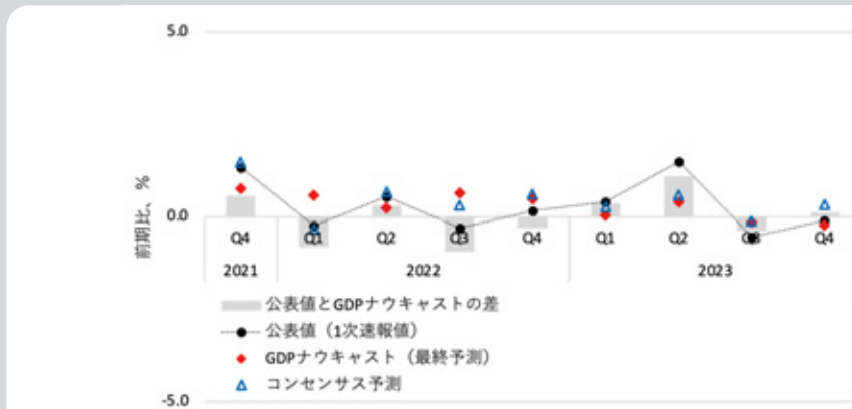 5.0
前期比、%
0.0
Q4 Q1 Q2 Q3 Q4 Q1 Q2 Q3 Q4
2021 2022 2023
公表値とGDPナウキャストの差
公表値（1次速報値）
GDPナウキャスト（最終予測）
コンセンサス予測
-5.0